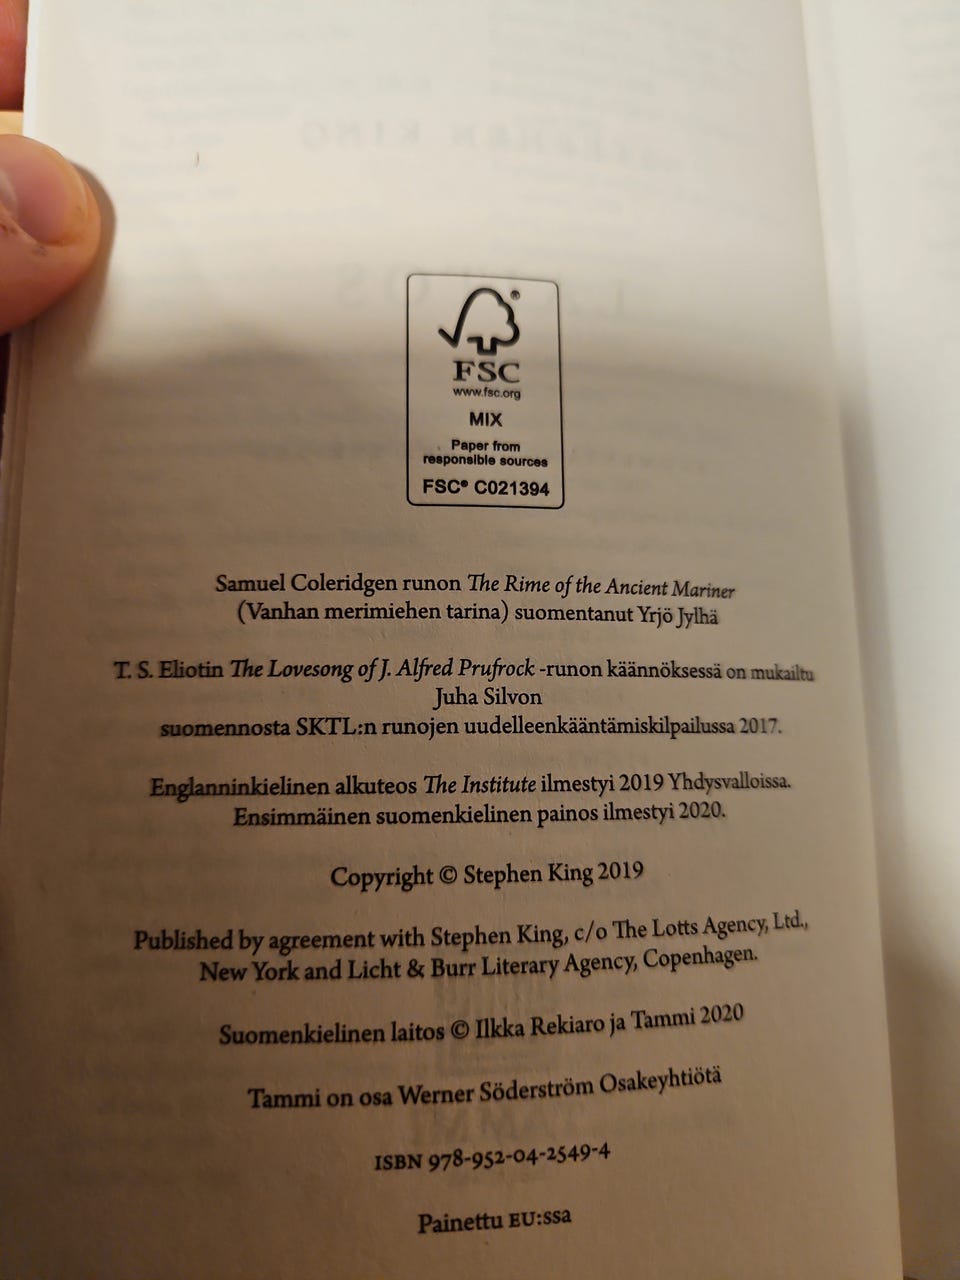 FSC
www.fsc.org
MIX
Paper from
responsible sources
FSC® C021394
Samuel Coleridgen runon The Rime of the Ancient Mariner
(Vanhan merimiehen tarina) suomentanut Yrjö Jylhä
T. S. Eliotin The Lovesong of J. Alfred Prufrock -runon käännöksessä on mukailtu
Juha Silvon
suomennosta SKTL:n runojen uudelleenkääntämiskilpailussa 2017.
Englanninkielinen alkuteos The Institute ilmestyi 2019 Yhdysvalloissa.
Ensimmäinen suomenkielinen painos ilmestyi 2020.
Copyright © Stephen King 2019
Published by agreement with Stephen King, c/o The Lotts Agency, Ltd.,
New York and Licht & Burr Literary Agency, Copenhagen.
Suomenkielinen laitos © Ilkka Rekiaro ja Tammi 2020
Tammi on osa Werner Söderström Osakeyhtiötä
ISBN 978-952-04-2549-4
Painettu EU:ssa